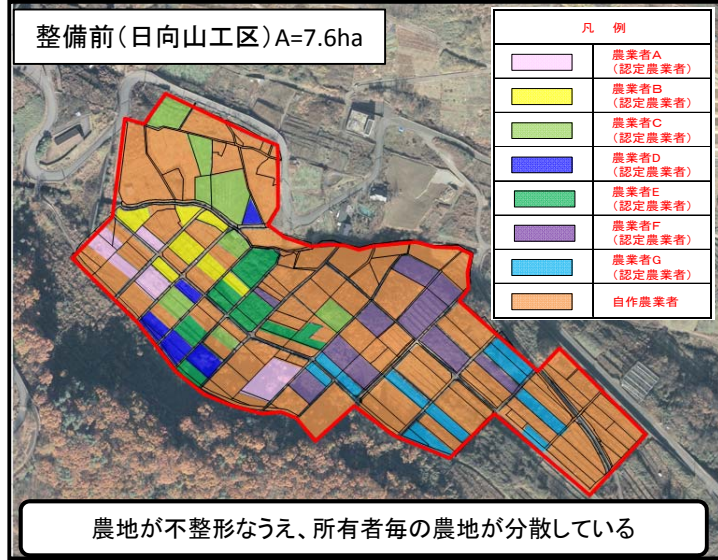 整備前(日向山工区)A=7.6ha
凡 例
農業者A
(認定農業者)
農業者B
(認定農業者)
農業者C
(認定農業者)
農業者D
(認定農業者)
農業者E
(認定農業者)
農業者F
(認定農業者)
農業者G
(認定農業者)
自作農業者
農地が不整形なうえ、所有者毎の農地が分散している